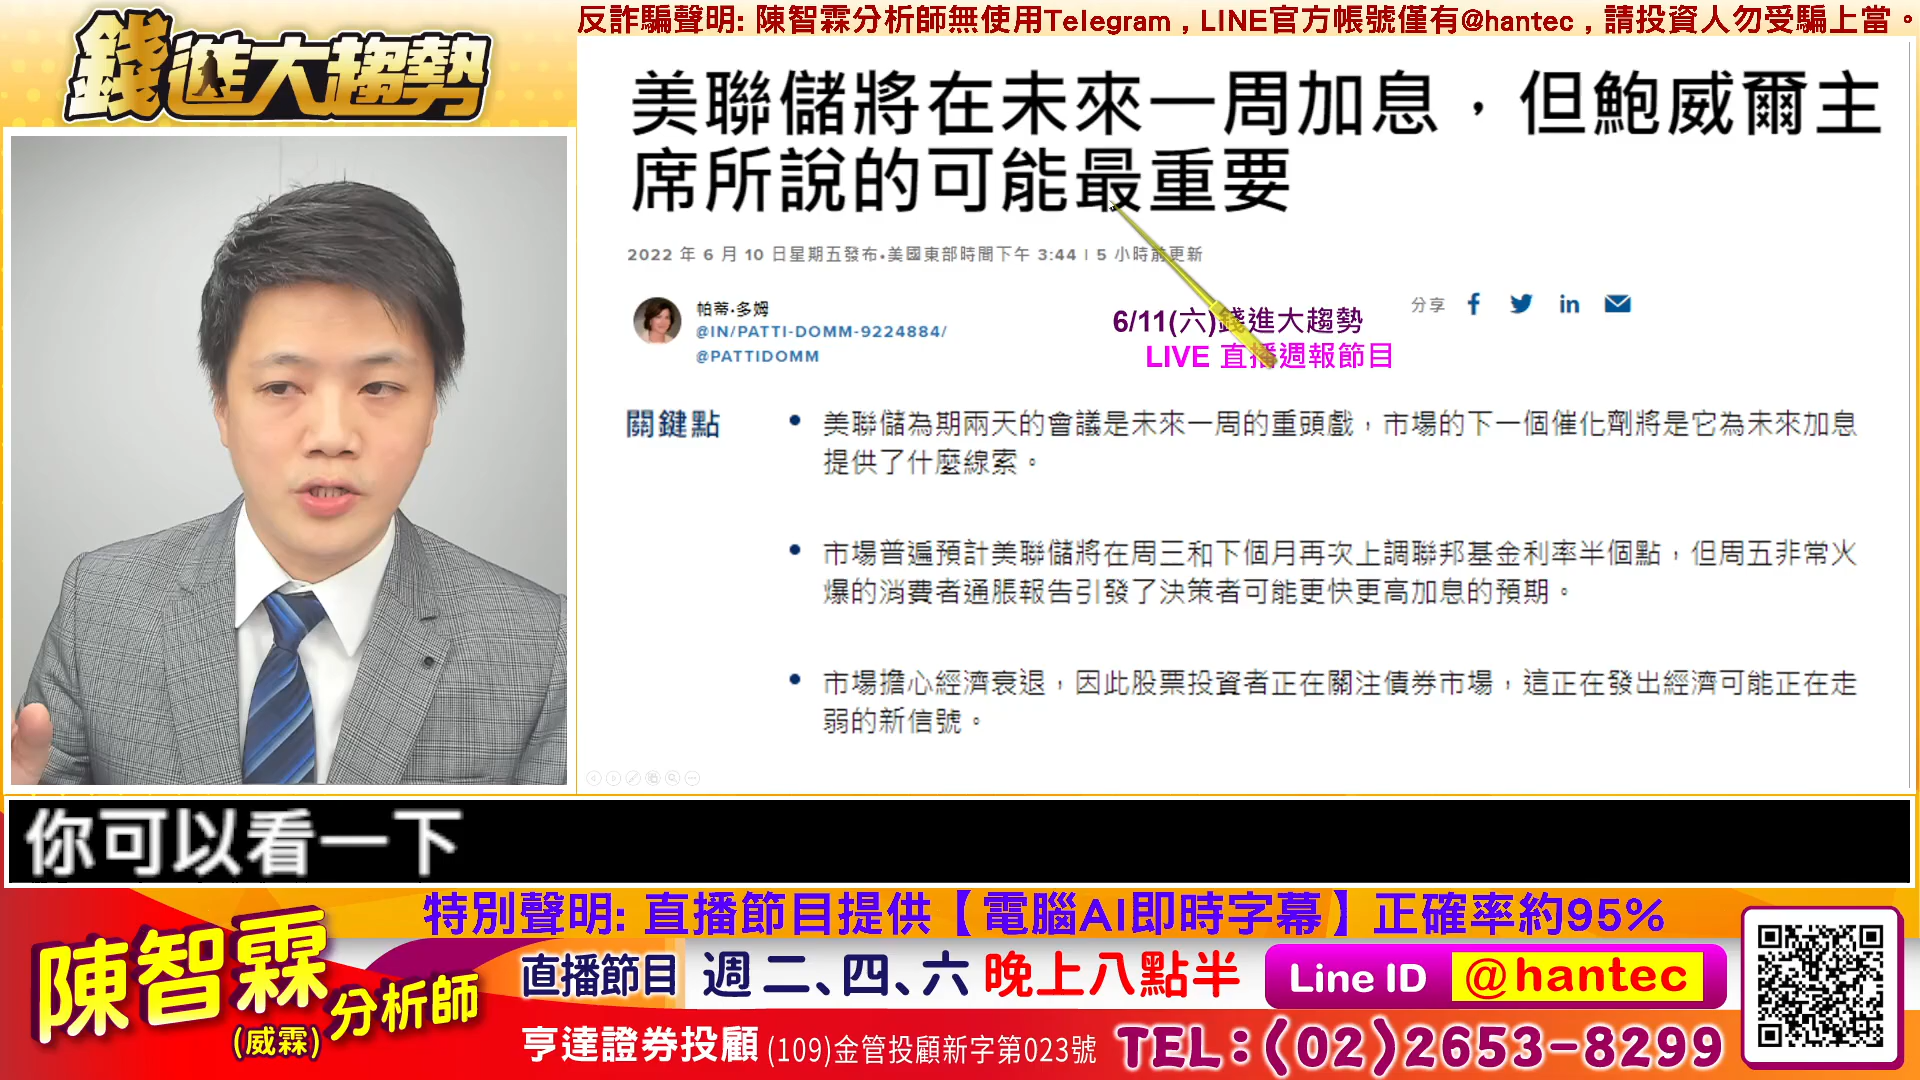 錢進大趨勢
反詐騙聲明: 陳智霖分析師無使用Telegram , LINE官方帳號僅有@hantec , 請投資人勿受騙上當。
美聯儲將在未來一周加息，但鮑威爾主
席所說的可能最重要
2022 年 6 月 10 日星期五發布•美國東部時間下午 3:44 | 5 小時前更新
帕蒂·多姆
@IN/PATTI-DOMM-9224884/
@PATTIDOMM
6/11(六)錢進大趨勢
LIVE 直播週報節目
分享
關鍵點
• 美聯儲為期兩天的會議是未來一周的重頭戲，市場的下一個催化劑將是它為未來加息
提供了什麼線索。
• 市場普遍預計美聯儲將在周三和下個月再次上調聯邦基金利率半個點，但周五非常火
爆的消費者通脹報告引發了決策者可能更快更高加息的預期。
• 市場擔心經濟衰退，因此股票投資者正在關注債券市場，這正在發出經濟可能正在走
弱的新信號。
你可以看一下
特別聲明: 直播節目提供【電腦AI即時字幕】正確率約95%
陳智霖分析師
(威霖)
直播節目 週二、四、六 晚上八點半
Line ID @hantec
亨達證券投顧 (109)金管投顧新字第023號 TEL:(02)2653-8299